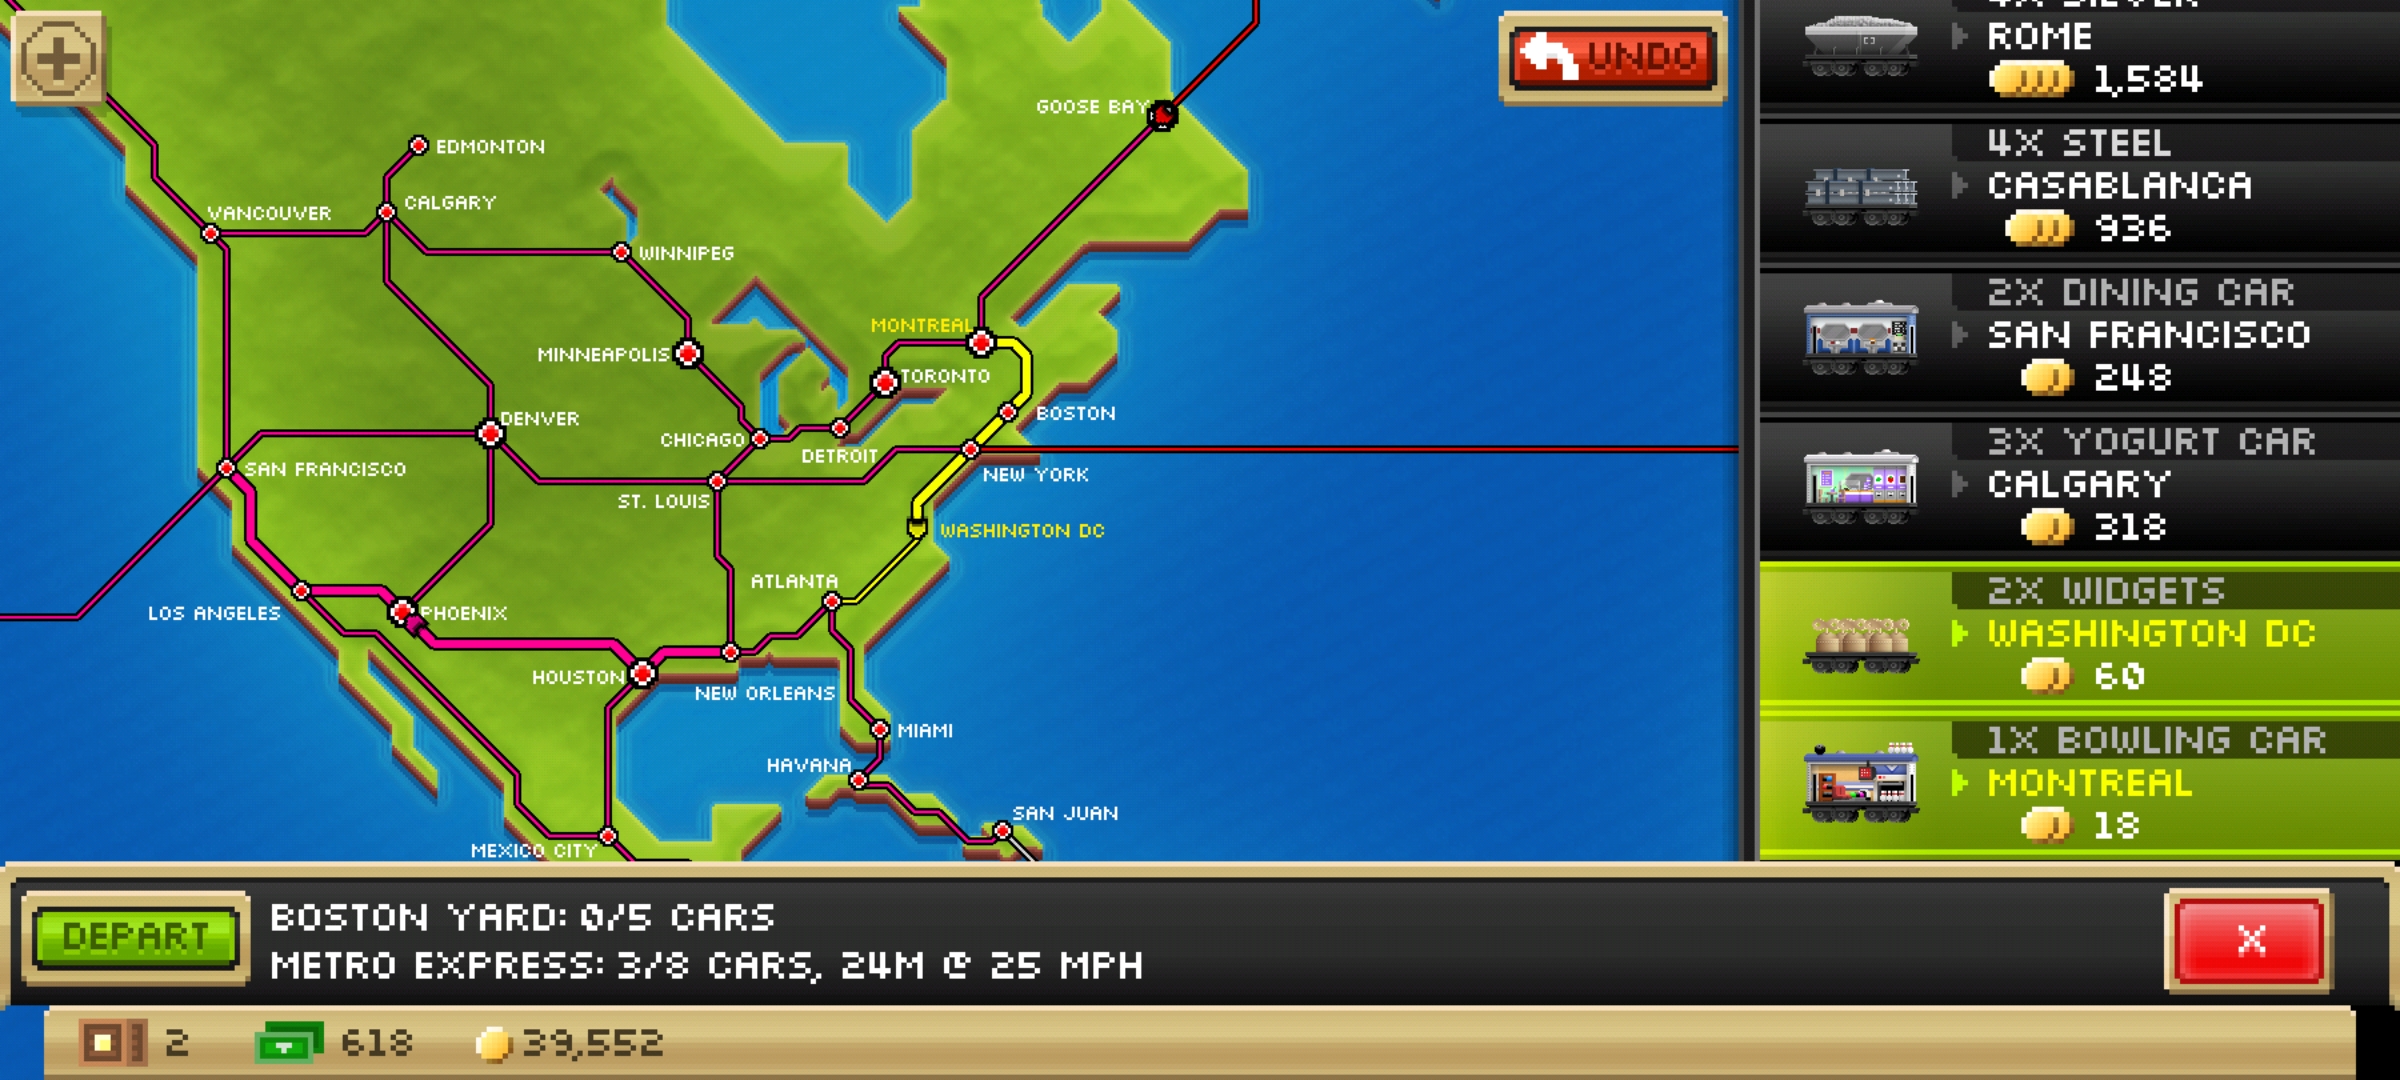 UNDO
GOOSE BAY
EDMONTON
CALGARY
VANCOUVER
WINNIPEG
MONTREAL
MINNEAPOLIS
TORONTO
DENVER
BOSTON
CHICAGO
DETROIT
SAN FRANCISCO
NEW YORK
ST. LOUIS
WASHINGTON DC
ATLANTA
LOS ANGELES
PHOENIX
HOUSTON
NEW ORLEANS
MIAMI
HAVANA
SAN JUAN
MEXICO CITY
4X SILVER
ROME
1,584
4X STEEL
CASABLANCA
936
2X DINING CAR
SAN FRANCISCO
248
3X YOGURT CAR
CALGARY
318
2X WIDGETS
WASHINGTON DC
60
1X BOWLING CAR
MONTREAL
18
DEPART
BOSTON YARD: 0/5 CARS
METRO EXPRESS: 3/8 CARS, 24M @ 25 MPH
X
2
618
39,552